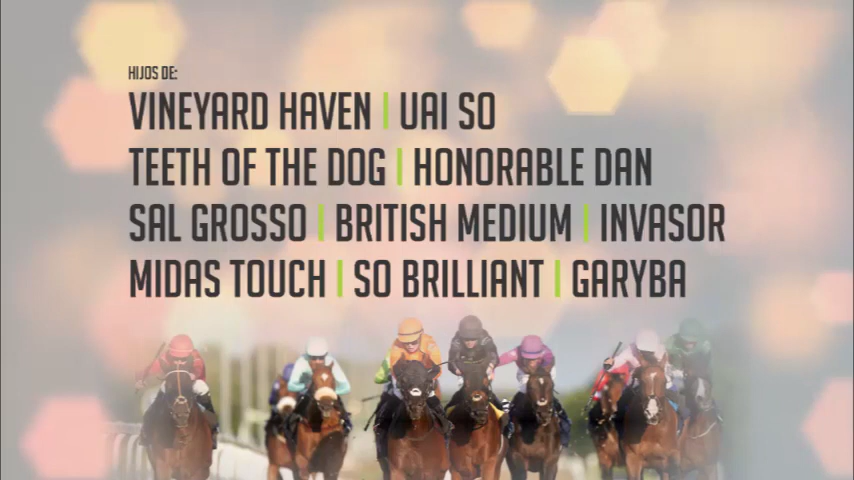 HIJOS DE:
VINEYARD HAVEN | UAI SO
TEETH OF THE DOG | HONORABLE DAN
SAL GROSSO | BRITISH MEDIUM | INVASOR
MIDAS TOUCH | SO BRILLIANT | GARYBA